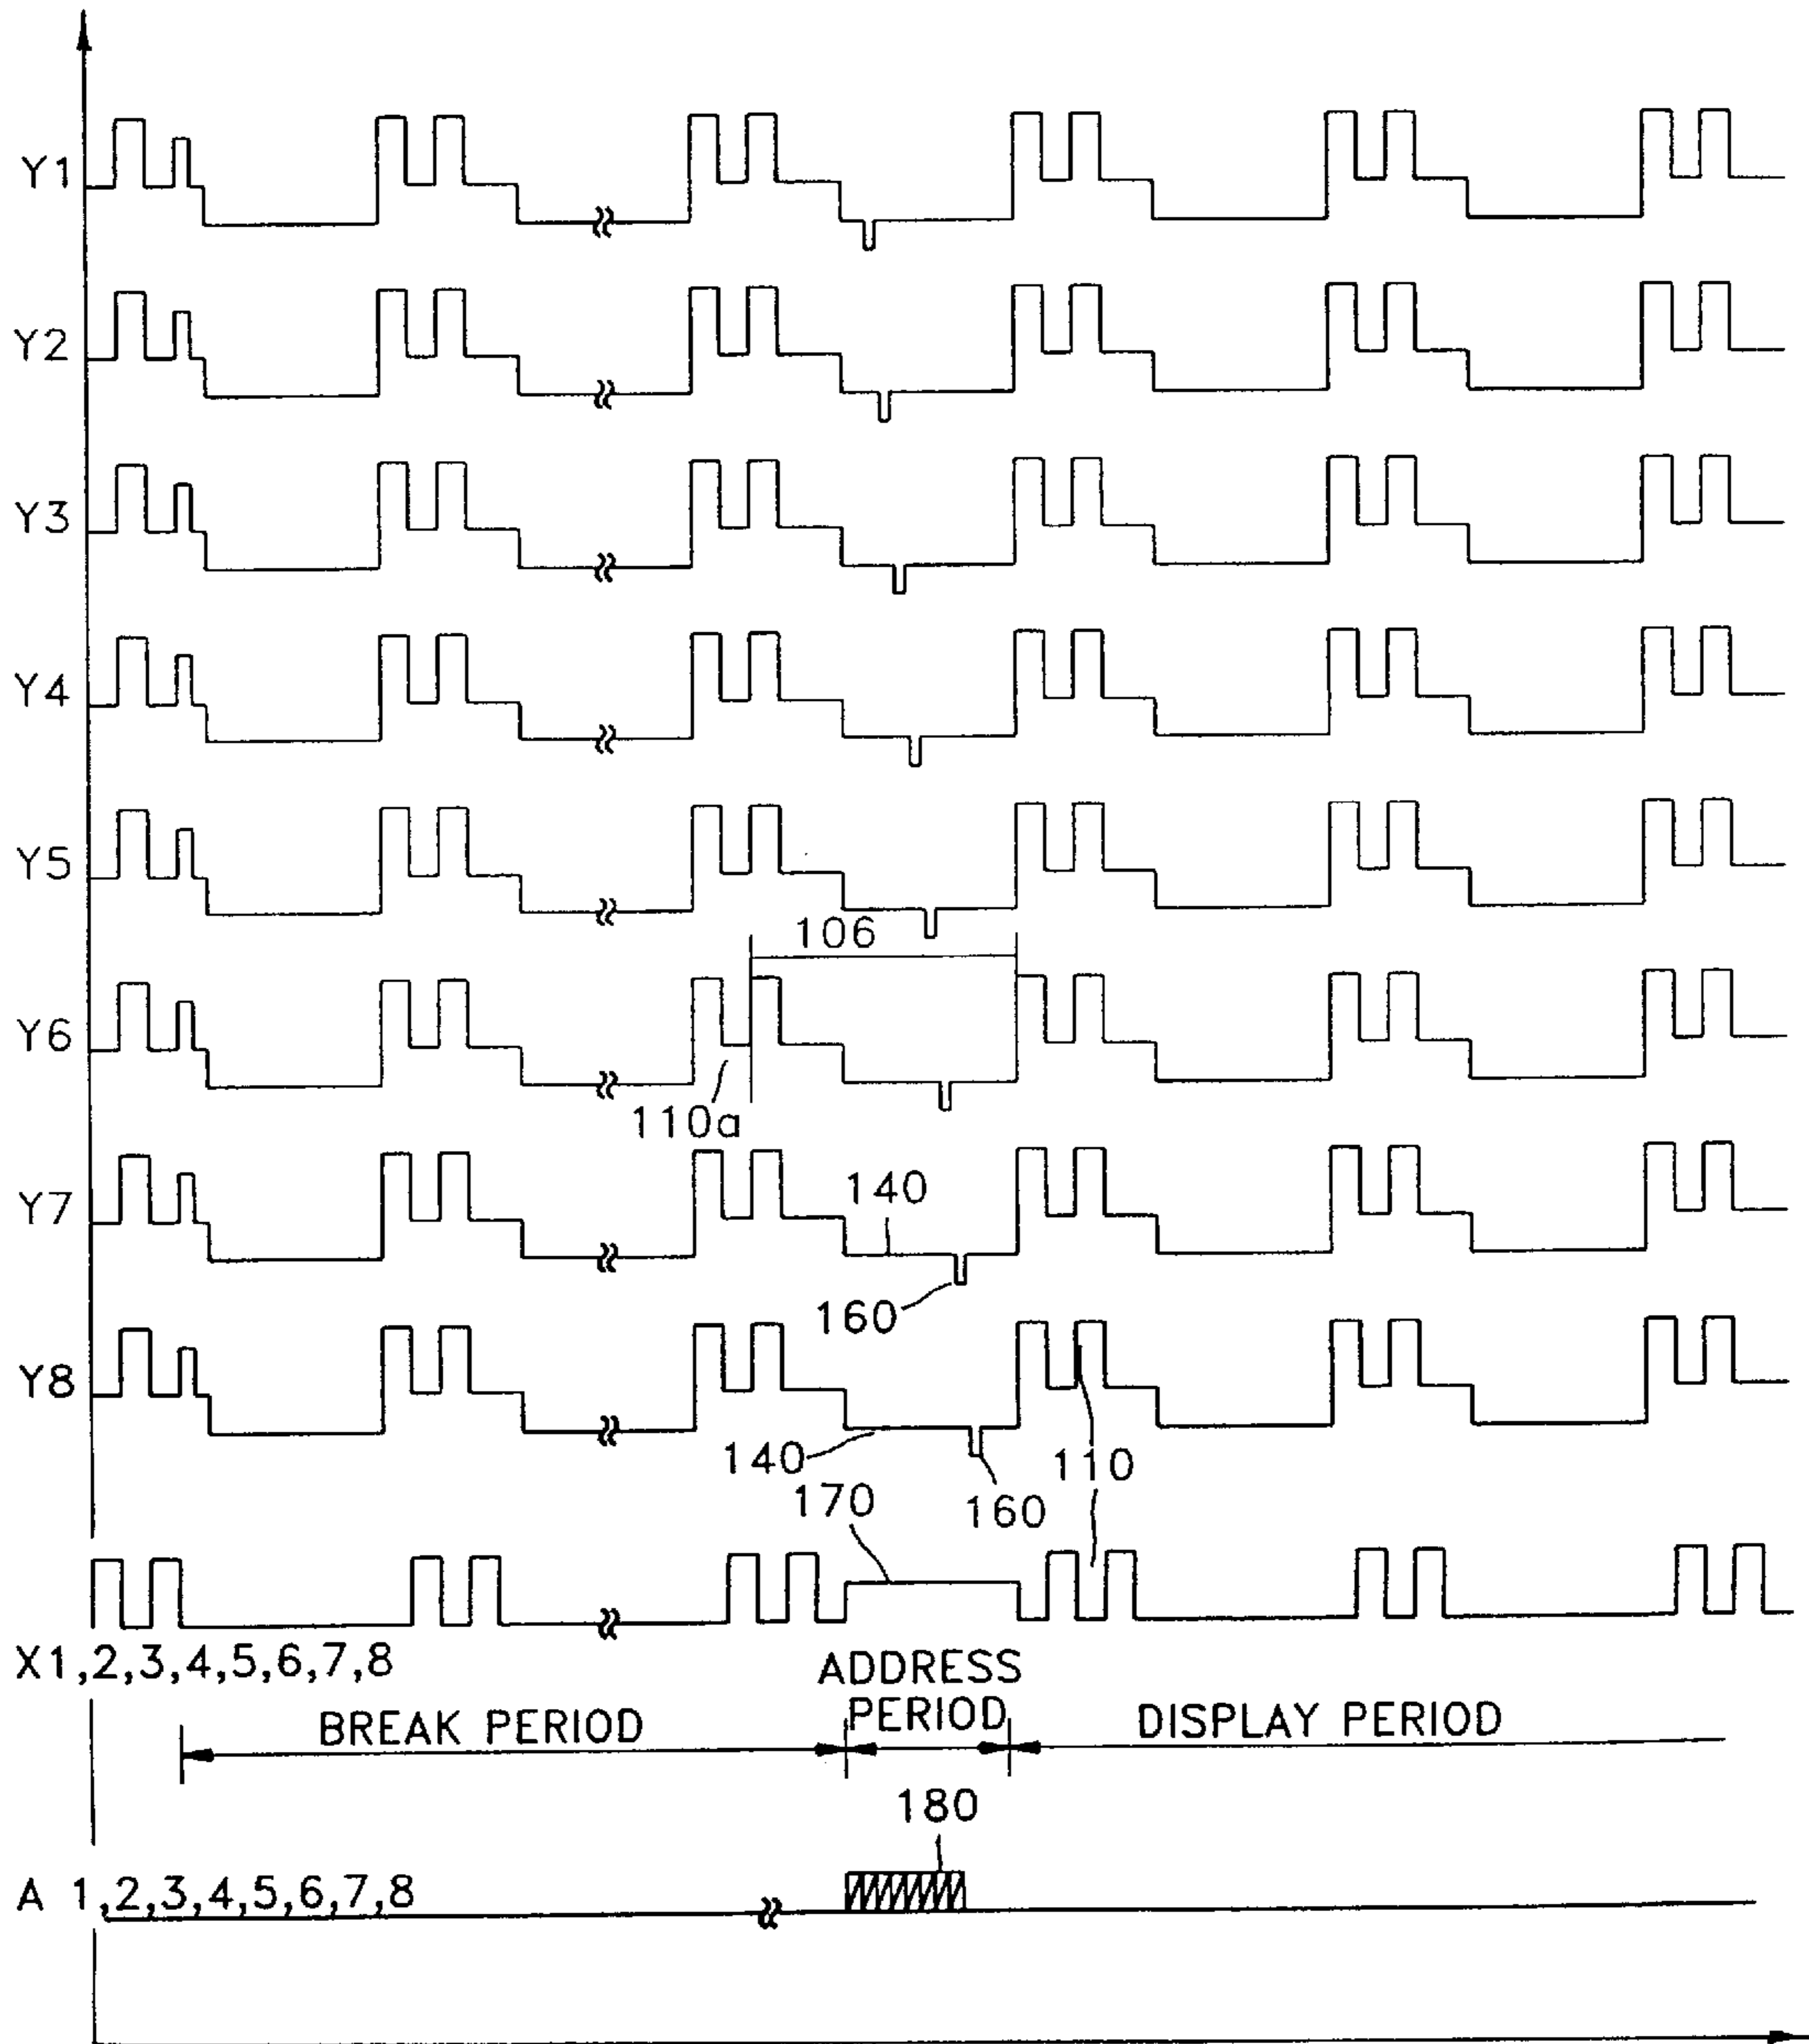 Y1
Y2
Y3
Y4
Y5
106
Y6
110a
Y7
140
160
Y8
140
110
170
160
X1,2,3,4,5,6,7,8
ADDRESS
PERIOD
BREAK PERIOD
DISPLAY PERIOD
180
A 1,2,3,4,5,6,7,8